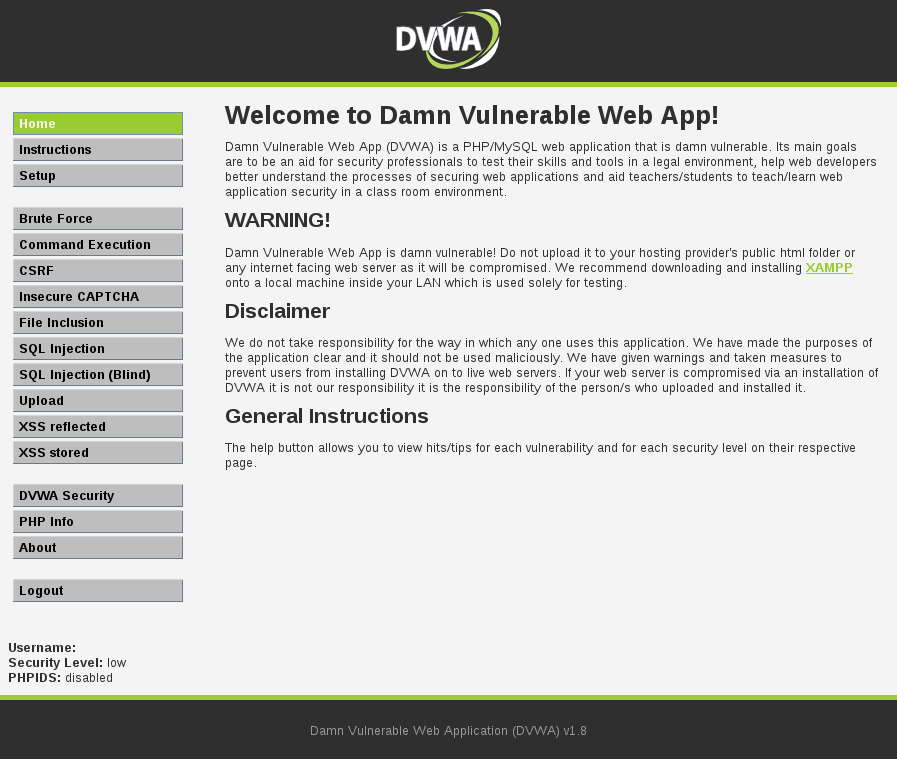 DVWA
Home
Instructions
Setup
Brute Force
Command Execution
CSRF
Insecure CAPTCHA
File Inclusion
SQL Injection
SQL Injection (Blind)
Upload
XSS reflected
XSS stored
DVWA Security
PHP Info
About
Logout
Welcome to Damn Vulnerable Web App!
Damn Vulnerable Web App (DVWA) is a PHP/MySQL web application that is damn vulnerable. Its main goals
are to be an aid for security professionals to test their skills and tools in a legal environment, help web developers
better understand the processes of securing web applications and aid teachers/students to teach/learn web
application security in a class room environment.
WARNING!
Damn Vulnerable Web App is damn vulnerable! Do not upload it to your hosting provider's public html folder or
any internet facing web server as it will be compromised. We recommend downloading and installing XAMPP
onto a local machine inside your LAN which is used solely for testing.
Disclaimer
We do not take responsibility for the way in which any one uses this application. We have made the purposes of
the application clear and it should not be used maliciously. We have given warnings and taken measures to
prevent users from installing DVWA on to live web servers. If your web server is compromised via an installation of
DVWA it is not our responsibility it is the responsibility of the person/s who uploaded and installed it.
General Instructions
The help button allows you to view hits/tips for each vulnerability and for each security level on their respective
page.
Username:
Security Level: low
PHPIDS: disabled
Damn Vulnerable Web Application (DVWA) v1.8